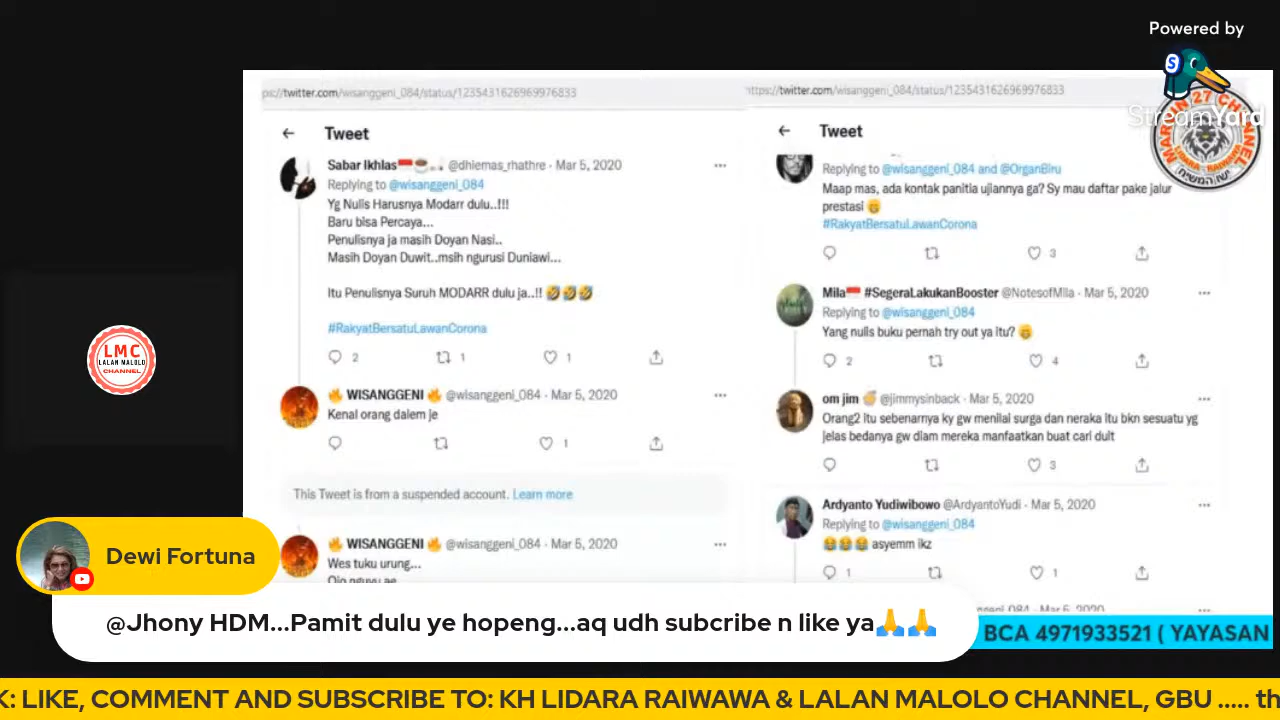 Powered by
StreamYard
MARUN 27 CHANNEL
LIDARA RAIWAWA
ps://twitter.com/wisanggeni_084/status/1235431626969976833
Tweet
Sabar Ikhlas @dhiemas_rhathre · Mar 5, 2020
Replying to @wisanggeni_084
Yg Nulis Harusnya Modarr dulu..!!!
Baru bisa Percaya...
Penulisnya ja masih Doyan Nasi..
Masih Doyan Duwit..msih ngurusi Duniawi...
Itu Penulisnya Suruh MODARR dulu ja..!! 🤣🤣🤣
#RakyatBersatuLawanCorona
2 1 1
🔥 WISANGGENI 🔥 @wisanggeni_084 · Mar 5, 2020
Kenal orang dalem je
1
This Tweet is from a suspended account. Learn more
🔥 WISANGGENI 🔥 @wisanggeni_084 · Mar 5, 2020
Wes tuku urung...
Ojo nguyu ae
https://twitter.com/wisanggeni_084/status/1235431626969976833
Tweet
Replying to @wisanggeni_084 and @OrganBiru
Maap mas, ada kontak panitia ujiannya ga? Sy mau daftar pake jalur
prestasi
#RakyatBersatuLawanCorona
3
Mila #SegeraLakukanBooster @NotesofMila · Mar 5, 2020
Replying to @wisanggeni_084
Yang nulis buku pernah try out ya itu?
2 4
om jim @jimmysinback · Mar 5, 2020
Orang2 itu sebenarnya ky gw menilai surga dan neraka itu bkn sesuatu yg
jelas bedanya gw diam mereka manfaatkan buat cari duit
3
Ardyanto Yudiwibowo @ArdyantoYudi · Mar 5, 2020
Replying to @wisanggeni_084
😂😂😂 asyemm ikz
1 1
geni_084 · Mar 6, 2020
LMC
LALAN MALOLO
CHANNEL
Dewi Fortuna
@Jhony HDM...Pamit dulu ye hopeng...aq udh subcribe n like ya🙏🙏
BCA 4971933521 ( YAYASAN
K: LIKE, COMMENT AND SUBSCRIBE TO: KH LIDARA RAIWAWA & LALAN MALOLO CHANNEL, GBU ..... th